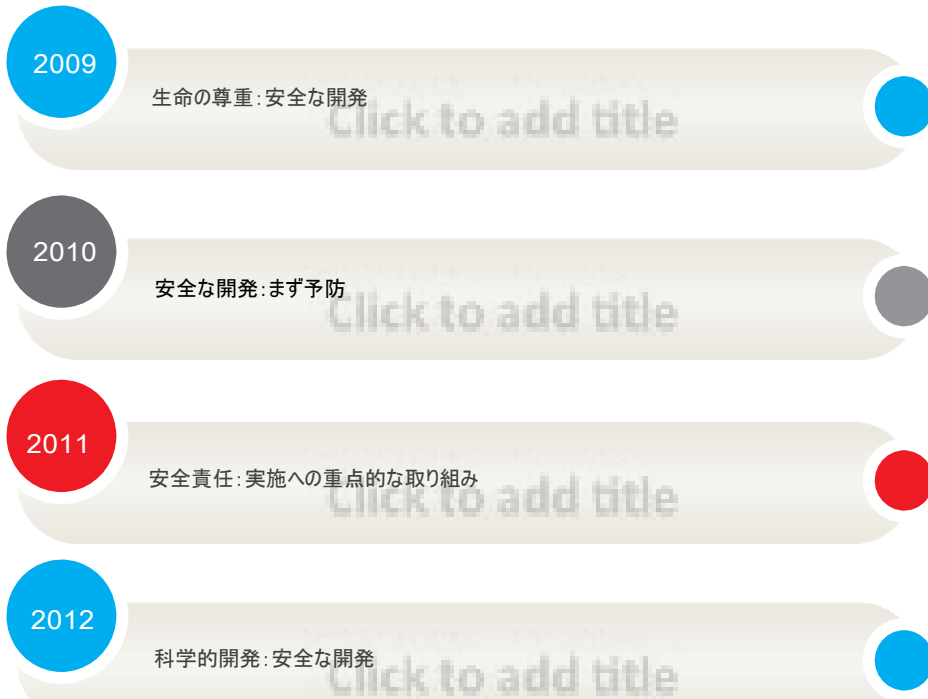 2009
生命の尊重：安全な開発
Click to add title
2010
安全な開発：まず予防
Click to add title
2011
安全責任：実施への重点的な取り組み
Click to add title
2012
科学的開発：安全な開発
Click to add title